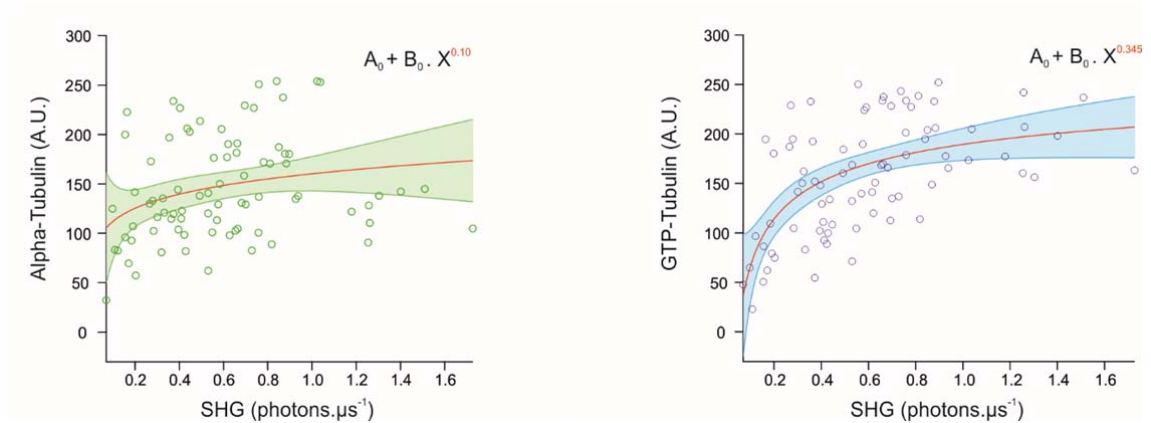 A₀ + B₀ . X^0.10
Alpha-Tubulin (A.U.)
300
250
200
150
100
50
0
0.2 0.4 0.6 0.8 1.0 1.2 1.4 1.6
SHG (photons.µs⁻¹)
A₀ + B₀ . X^0.345
GTP-Tubulin (A.U.)
300
250
200
150
100
50
0
0.2 0.4 0.6 0.8 1.0 1.2 1.4 1.6
SHG (photons.µs⁻¹)